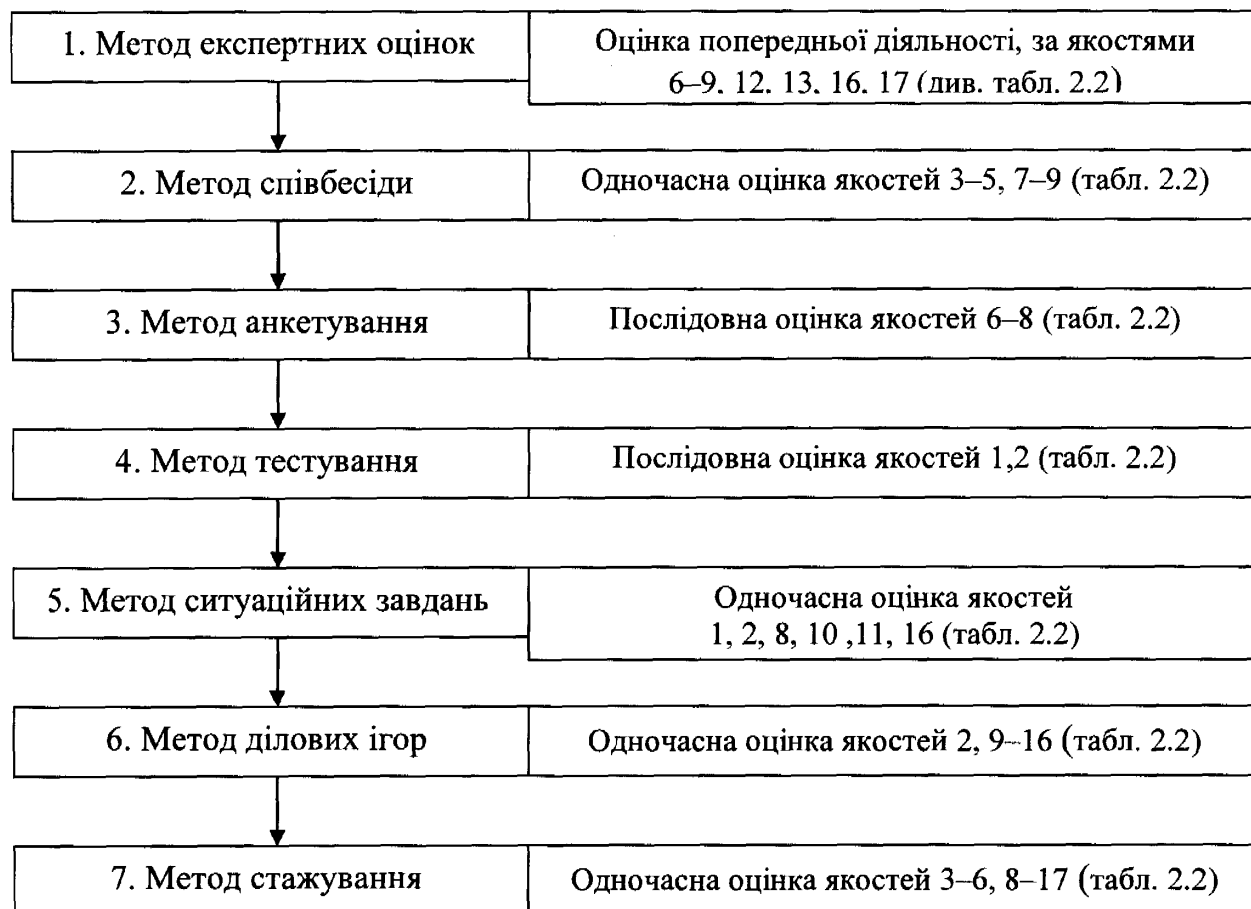 1. Метод експертних оцінок
Оцінка попередньої діяльності, за якостями
6–9, 12, 13, 16, 17 (див. табл. 2.2)
2. Метод співбесіди
Одночасна оцінка якостей 3–5, 7–9 (табл. 2.2)
3. Метод анкетування
Послідовна оцінка якостей 6–8 (табл. 2.2)
4. Метод тестування
Послідовна оцінка якостей 1,2 (табл. 2.2)
5. Метод ситуаційних завдань
Одночасна оцінка якостей
1, 2, 8, 10 ,11, 16 (табл. 2.2)
6. Метод ділових ігор
Одночасна оцінка якостей 2, 9–16 (табл. 2.2)
7. Метод стажування
Одночасна оцінка якостей 3–6, 8–17 (табл. 2.2)